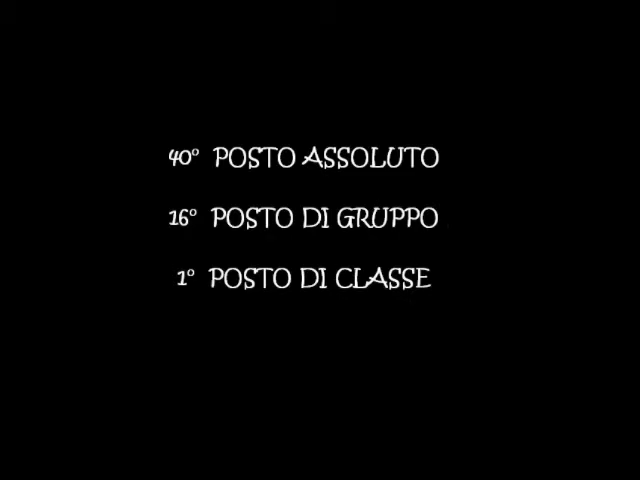 40° POSTO ASSOLUTO
16° POSTO DI GRUPPO
1° POSTO DI CLASSE